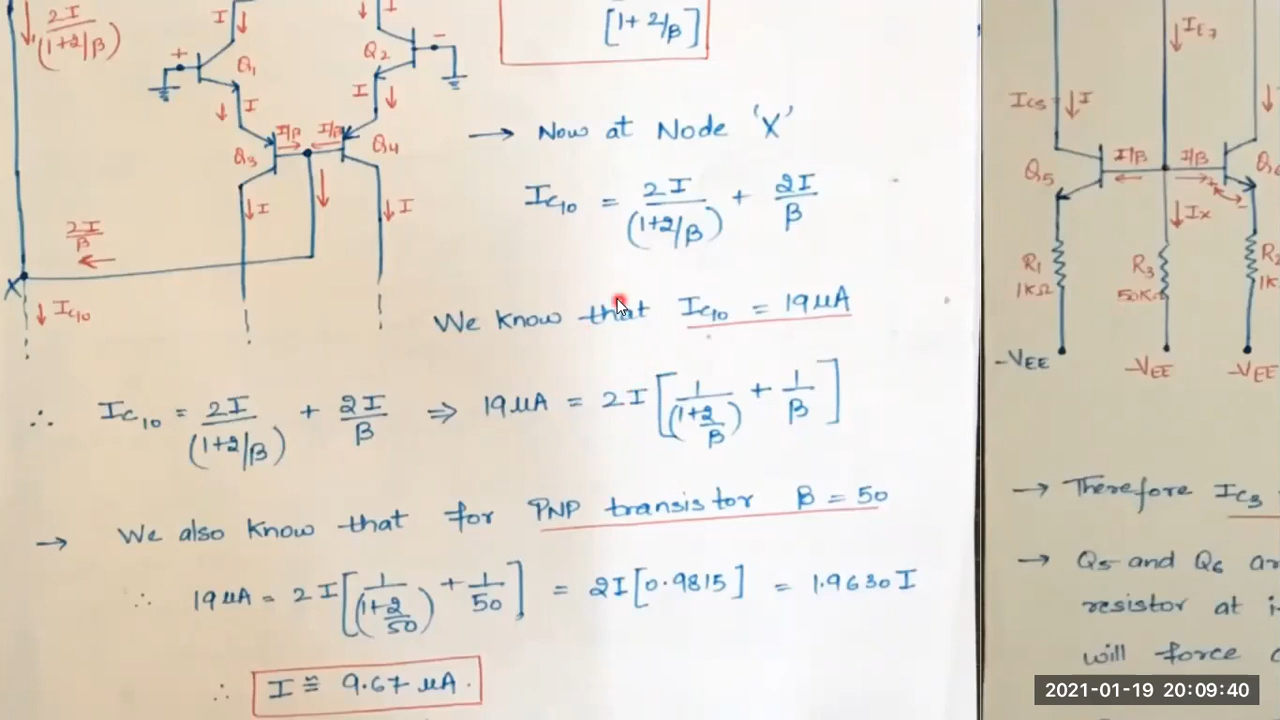 2I/(1+2/β)
I
I
+
Q1
Q2
-
I
I
I/β
I/β
Q3
Q4
I
I
2I/β
X
IC10
[1+ 2/β]
→ Now at Node 'X'
IC10 = 2I/(1+2/β) + 2I/β
We know that IC10 = 19μA
∴ IC10 = 2I/(1+2/β) + 2I/β ⇒ 19μA = 2I[1/(1+2/β) + 1/β]
→ We also know that for PNP transistor β = 50
∴ 19μA = 2I[1/(1+2/50) + 1/50] = 2I[0.9815] = 1.9630I
∴ I ≅ 9.67 μA.
IE7
IC5
I
Q5
I/β
I/β
Ix
R1
1KΩ
R3
50KΩ
1K
-VEE
-VEE
-VEE
→ Therefore IC3
→ Q5 and Q6
resistor at
will force
2021-01-19 20:09:40